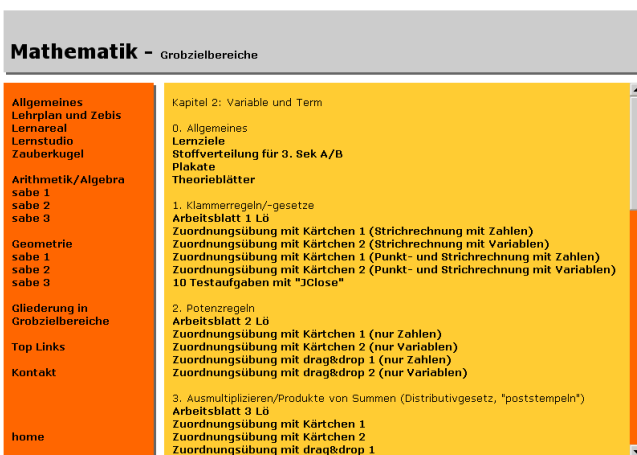 Mathematik - Grobzielbereiche
Allgemeines
Lehrplan und Zebis
Lernareal
Lernstudio
Zauberkugel
Arithmetik/Algebra
sabe 1
sabe 2
sabe 3
Geometrie
sabe 1
sabe 2
sabe 3
Gliederung in
Grobzielbereiche
Top Links
Kontakt
home
Kapitel 2: Variable und Term
0. Allgemeines
Lernziele
Stoffverteilung für 3. Sek A/B
Plakate
Theorieblätter
1. Klammerregeln/-gesetze
Arbeitsblatt 1 Lö
Zuordnungsübung mit Kärtchen 1 (Strichrechnung mit Zahlen)
Zuordnungsübung mit Kärtchen 2 (Strichrechnung mit Variablen)
Zuordnungsübung mit Kärtchen 1 (Punkt- und Strichrechnung mit Zahlen)
Zuordnungsübung mit Kärtchen 2 (Punkt- und Strichrechnung mit Variablen)
10 Testaufgaben mit "JClose"
2. Potenzregeln
Arbeitsblatt 2 Lö
Zuordnungsübung mit Kärtchen 1 (nur Zahlen)
Zuordnungsübung mit Kärtchen 2 (nur Variablen)
Zuordnungsübung mit drag&drop 1 (nur Zahlen)
Zuordnungsübung mit drag&drop 2 (nur Variablen)
3. Ausmultiplizieren/Produkte von Summen (Distributivgesetz, "poststempeln")
Arbeitsblatt 3 Lö
Zuordnungsübung mit Kärtchen 1
Zuordnungsübung mit Kärtchen 2
Zuordnungsübung mit drag&drop 1